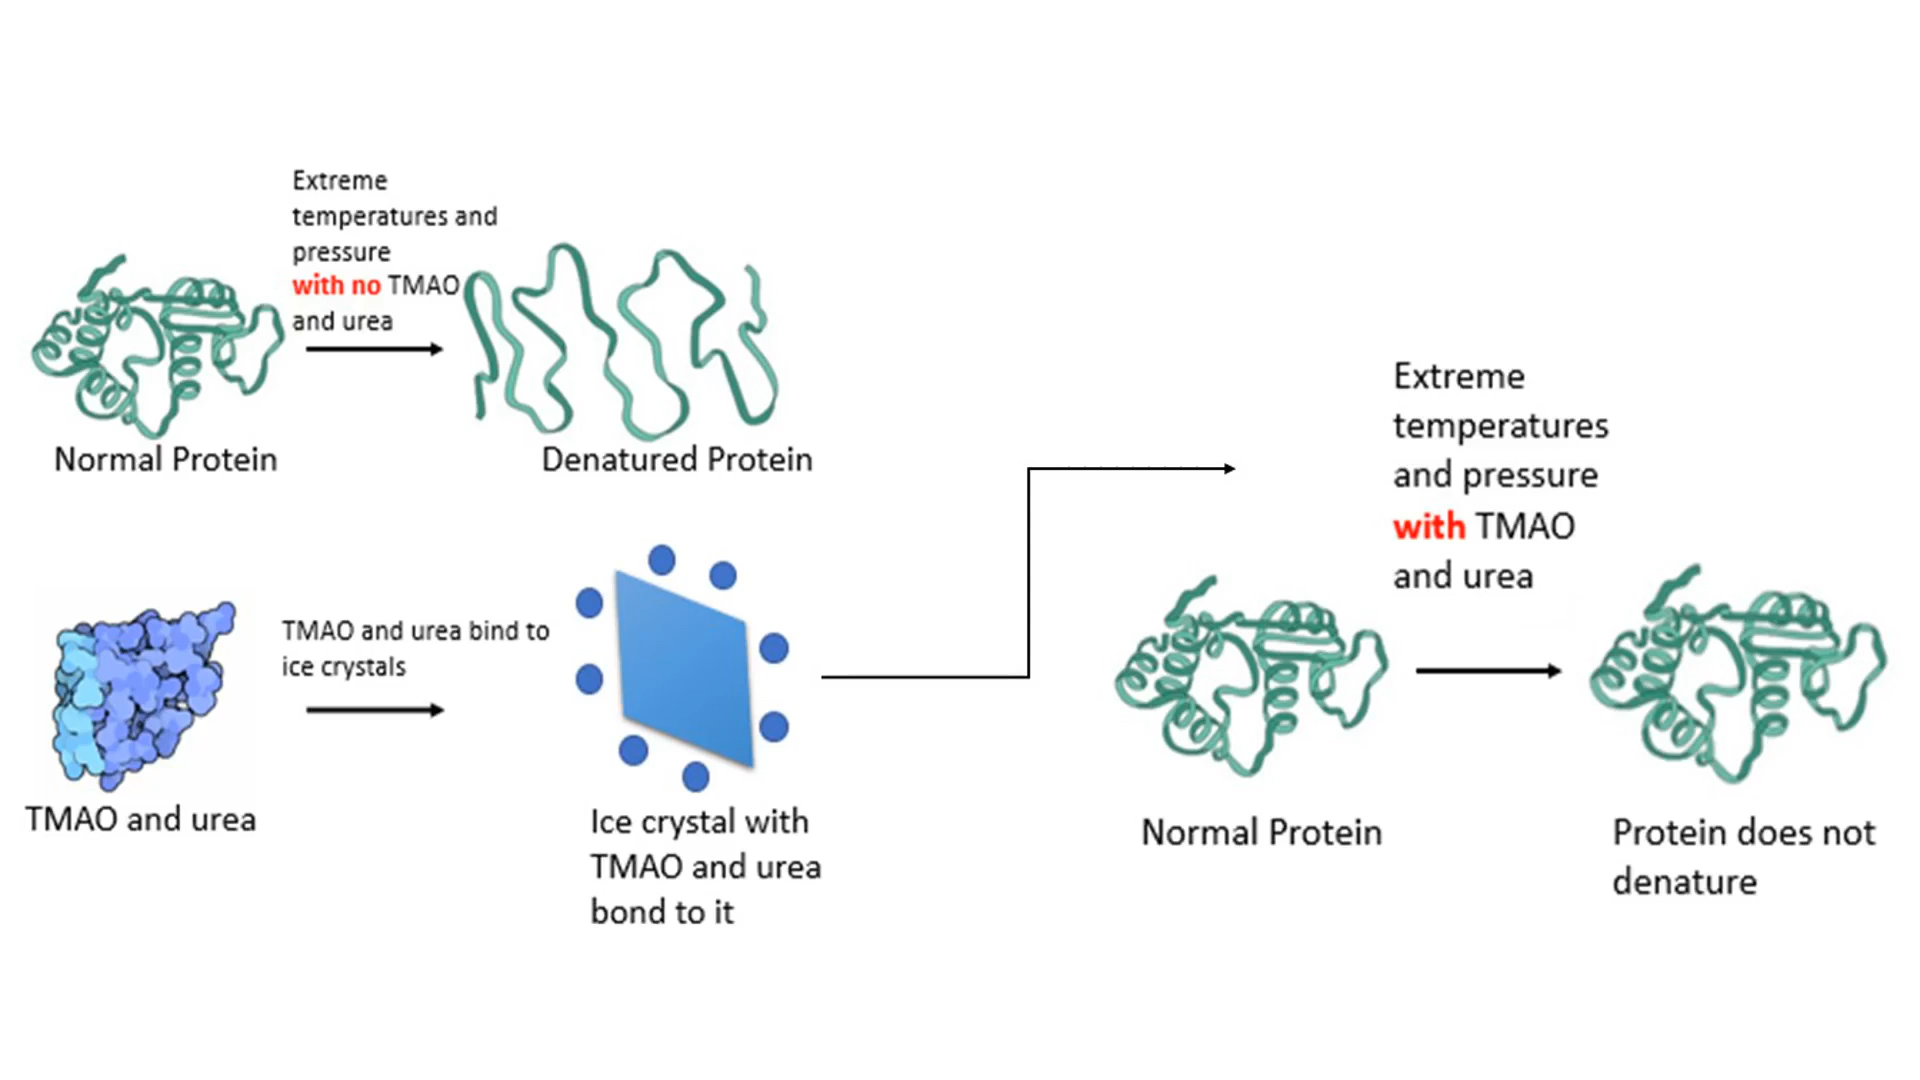 Extreme
temperatures and
pressure
with no TMAO
and urea
Normal Protein
Denatured Protein
TMAO and urea bind to
ice crystals
TMAO and urea
Ice crystal with
TMAO and urea
bond to it
Extreme
temperatures
and pressure
with TMAO
and urea
Normal Protein
Protein does not
denature